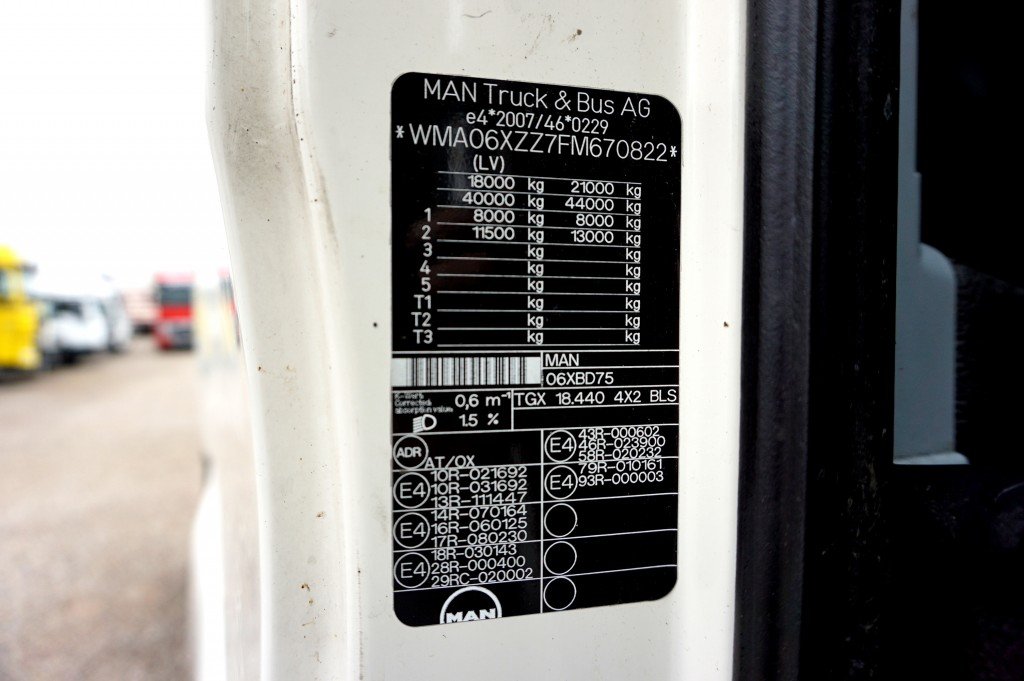 MAN Truck & Bus AG
e4*2007/46*0229
*WMA06XZZ7FM670822*
(LV)
18000 kg 21000 kg
40000 kg 44000 kg
1 8000 kg 8000 kg
2 11500 kg 13000 kg
3 kg kg
4 kg kg
5 kg kg
T1 kg kg
T2 kg kg
T3 kg kg
MAN
06XBD75
K-Wert
Corrected
absorption value
0,6 m⁻¹
1.5 %
TGX 18.440 4X2 BLS
ADR
AT/OX
E4
10R-021692
10R-031692
13R-111447
E4
14R-070164
16R-060125
17R-080230
E4
18R-030143
28R-000400
29RC-020002
E4
43R-000602
46R-023900
58R-020232
E4
79R-010161
93R-000003
MAN